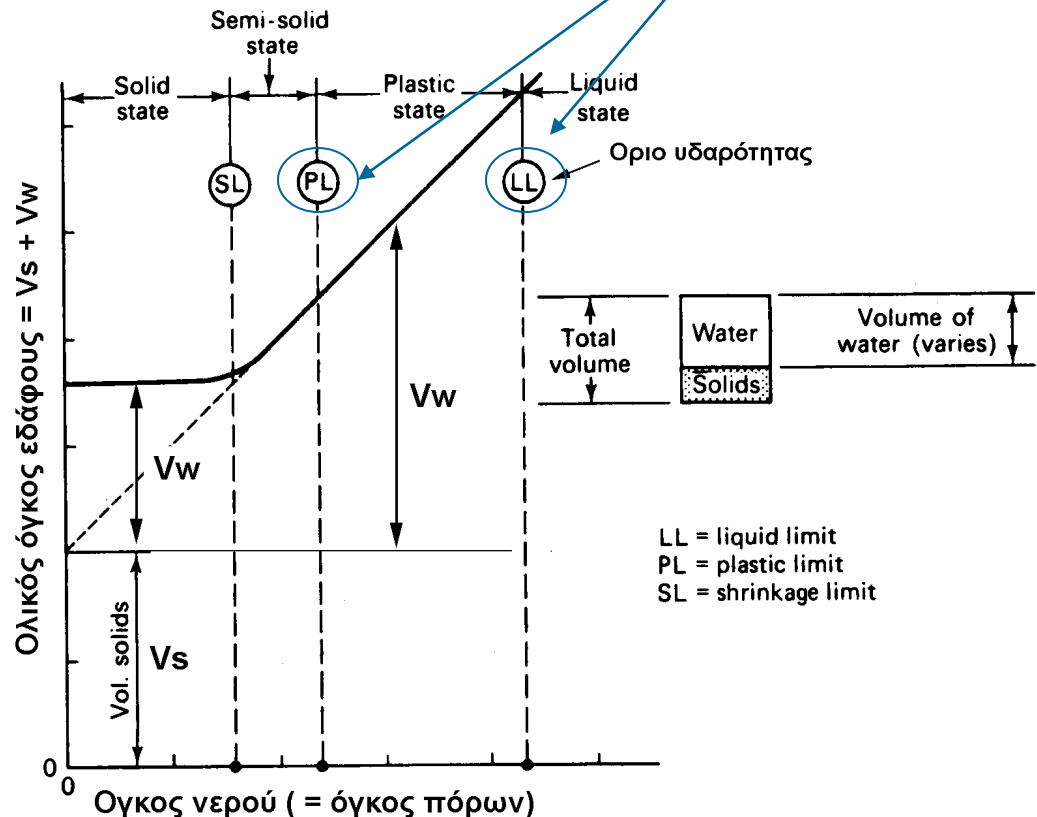 Semi-solid
state
Solid
state
Plastic
state
Liquid
state
SL
PL
LL
Οριο υδαρότητας
Ολικός όγκος εδάφους = Vs + Vw
Total
volume
Water
Solids
Volume of
water (varies)
Vw
Vw
LL = liquid limit
PL = plastic limit
SL = shrinkage limit
Vol. solids
Vs
0
0
Ογκος νερού ( = όγκος πόρων)